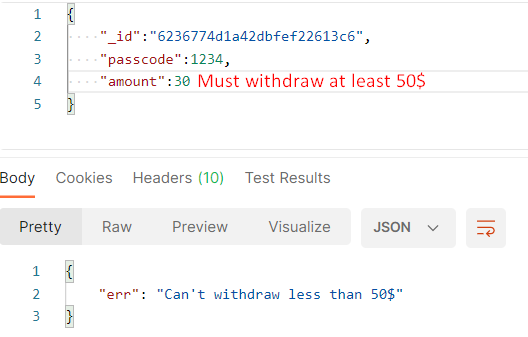 1 {
2 "_id":"6236774d1a42dbfef22613c6",
3 "passcode":1234,
4 "amount":30 Must withdraw at least 50$
5 }
Body Cookies Headers (10) Test Results
Pretty Raw Preview Visualize JSON
1 {
2 "err": "Can't withdraw less than 50$"
3 }